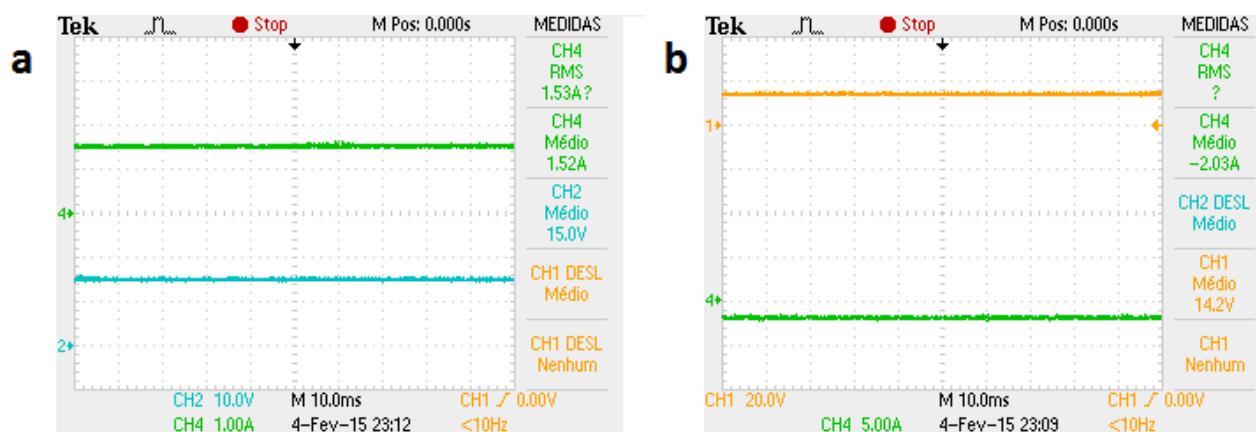 a
Tek Stop M Pos: 0.000s MEDIDAS
CH4
RMS
1.53A?
CH4
Médio
1.52A
CH2
Médio
15.0V
CH1 DESL
Médio
CH1 DESL
Nenhum
4
2
CH2 10.0V M 10.0ms CH1 0.00V
CH4 1.00A 4-Fev-15 23:12 <10Hz
b
Tek Stop M Pos: 0.000s MEDIDAS
CH4
RMS
?
CH4
Médio
-2.03A
CH2 DESL
Médio
CH1
Médio
14.2V
CH1
Nenhum
1
4
CH1 20.0V M 10.0ms CH1 0.00V
CH4 5.00A 4-Fev-15 23:09 <10Hz